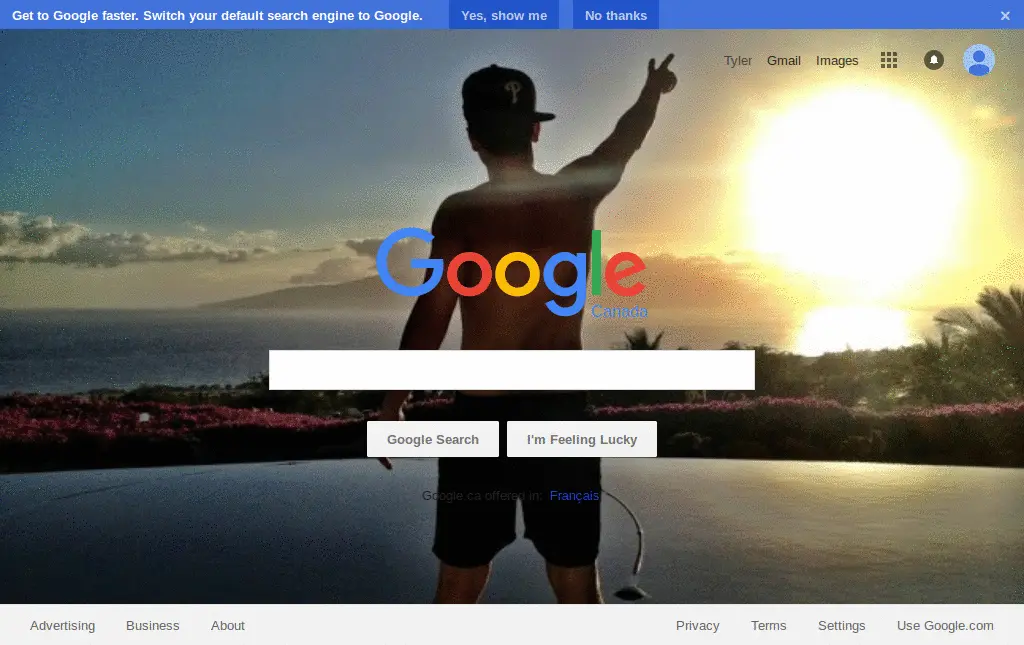 Get to Google faster. Switch your default search engine to Google. Yes, show me No thanks ×
Tyler Gmail Images
P
Google
Canada
Google Search I'm Feeling Lucky
Google.ca offered in: Français
Advertising Business About Privacy Terms Settings Use Google.com